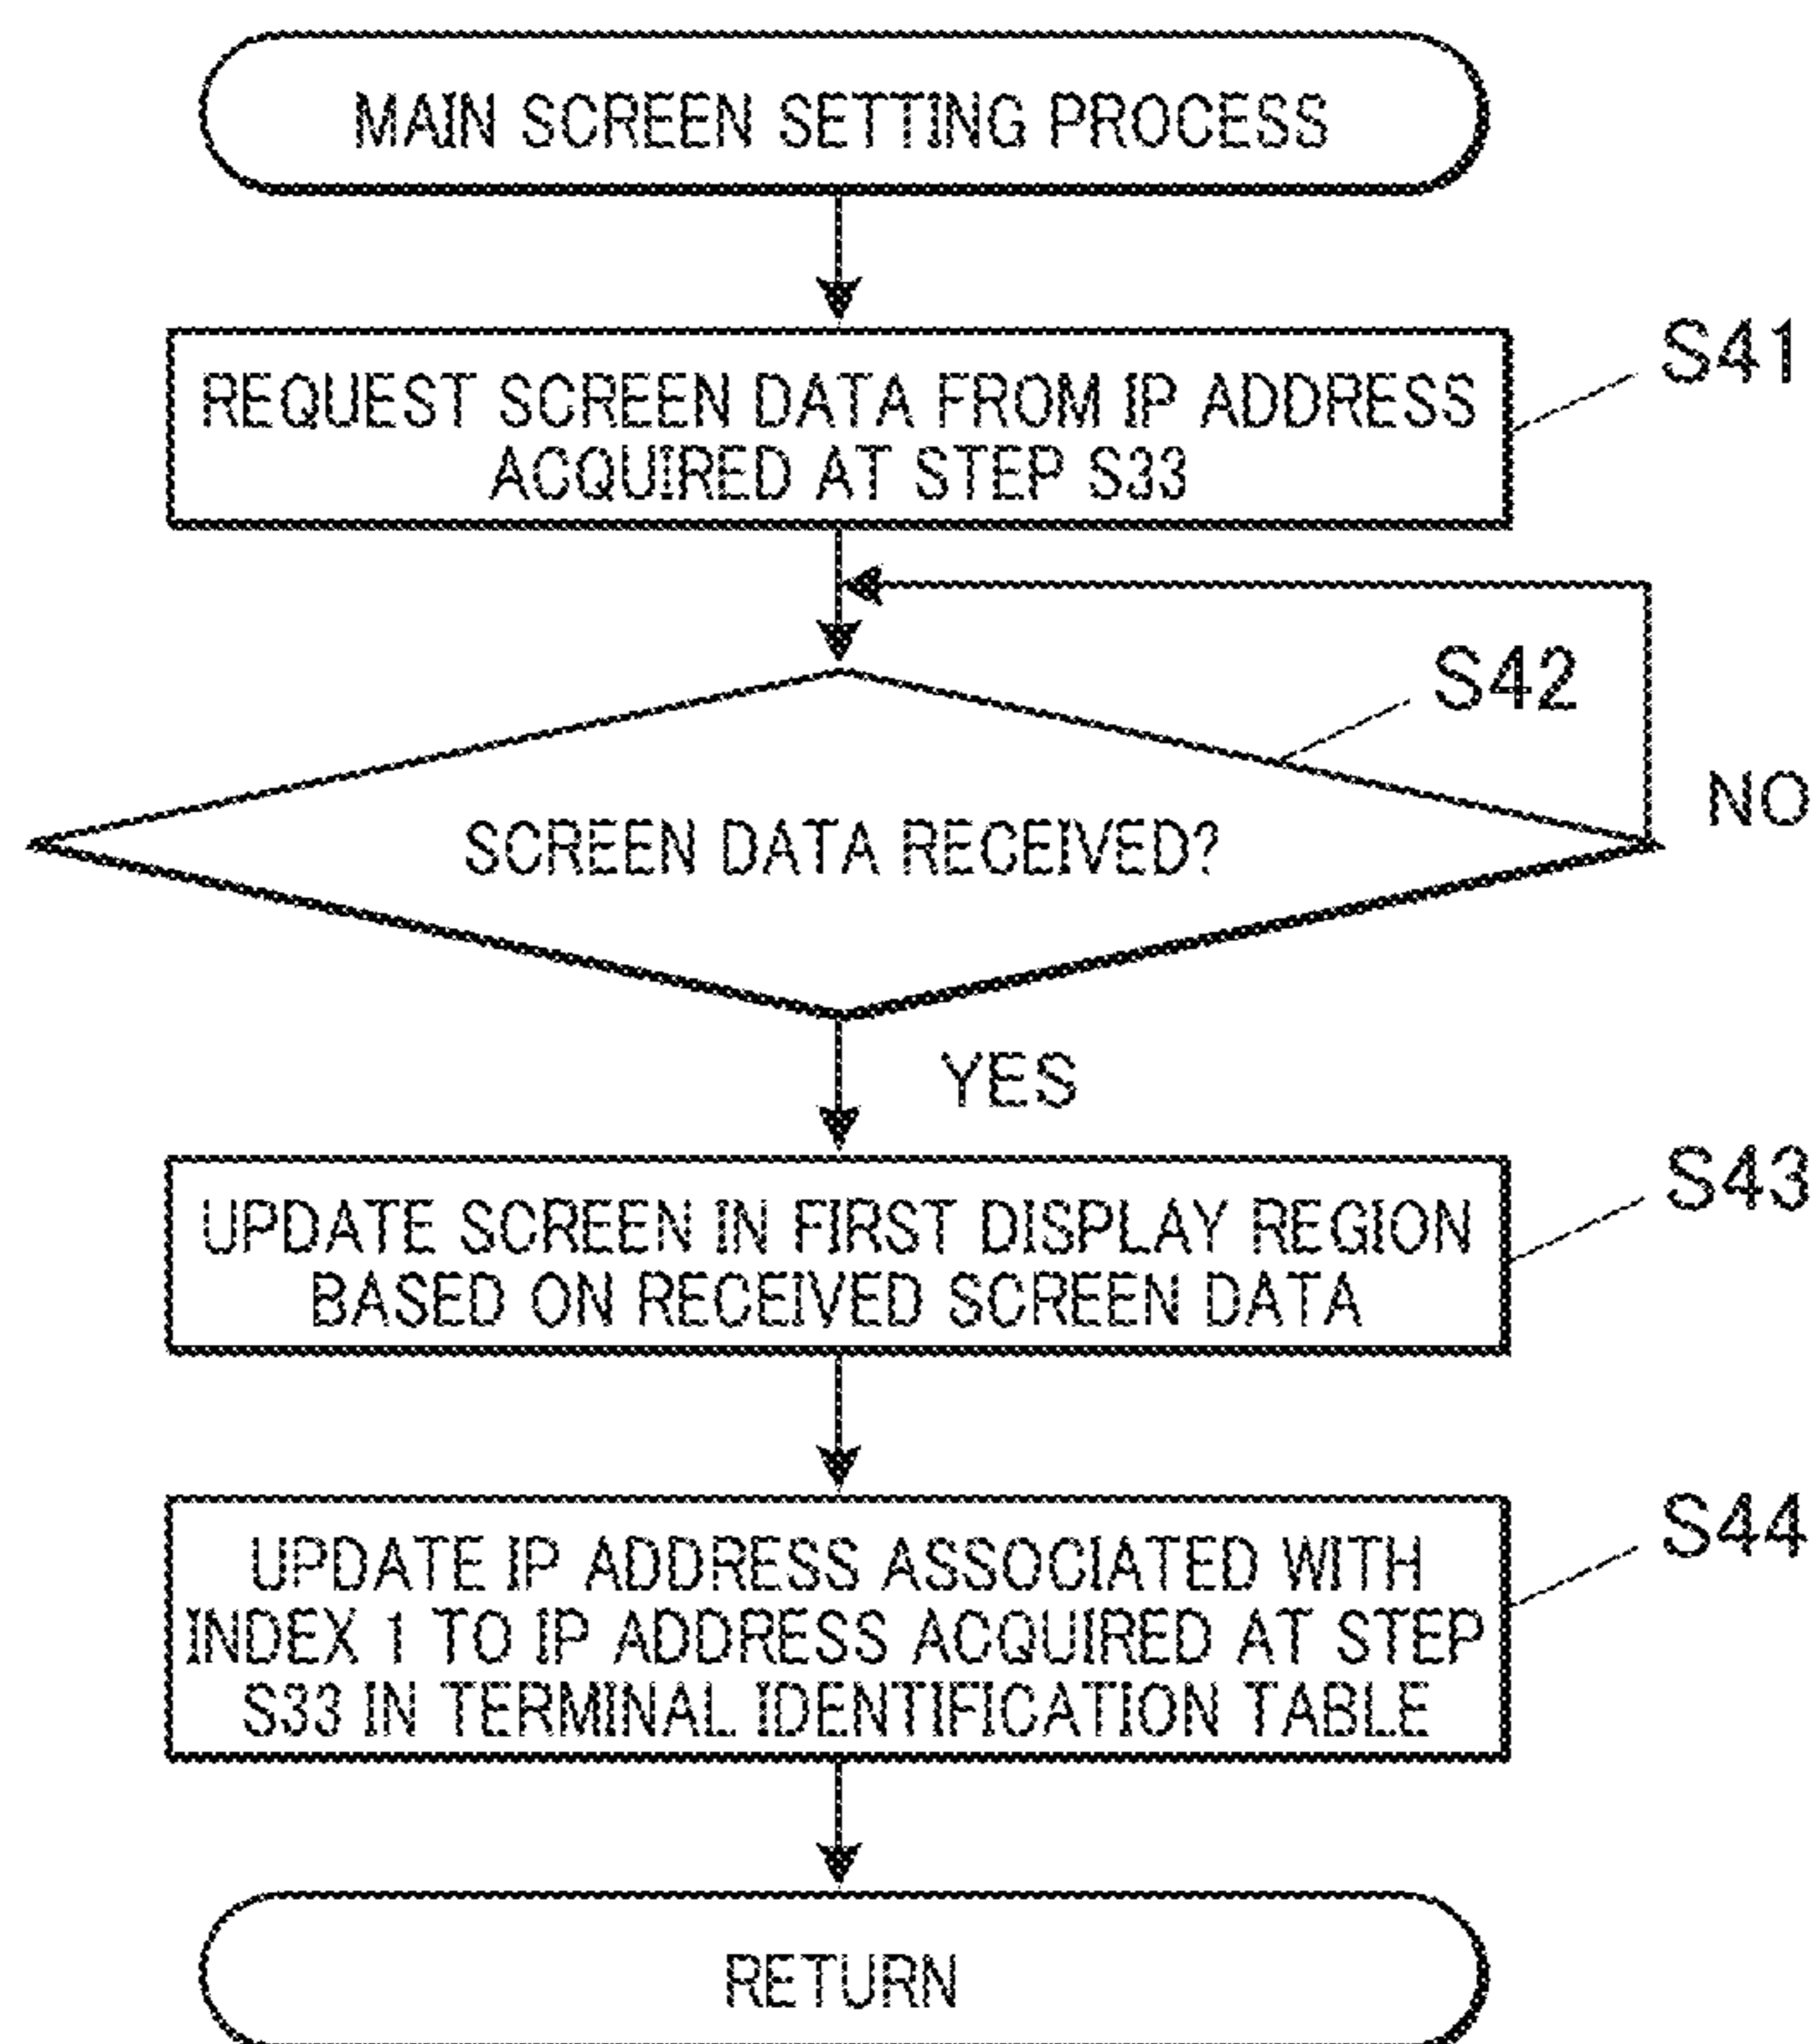 MAIN SCREEN SETTING PROCESS
S41
REQUEST SCREEN DATA FROM IP ADDRESS
ACQUIRED AT STEP S33
S42
NO
SCREEN DATA RECEIVED?
YES
S43
UPDATE SCREEN IN FIRST DISPLAY REGION
BASED ON RECEIVED SCREEN DATA
S44
UPDATE IP ADDRESS ASSOCIATED WITH
INDEX 1 TO IP ADDRESS ACQUIRED AT STEP
S33 IN TERMINAL IDENTIFICATION TABLE
RETURN